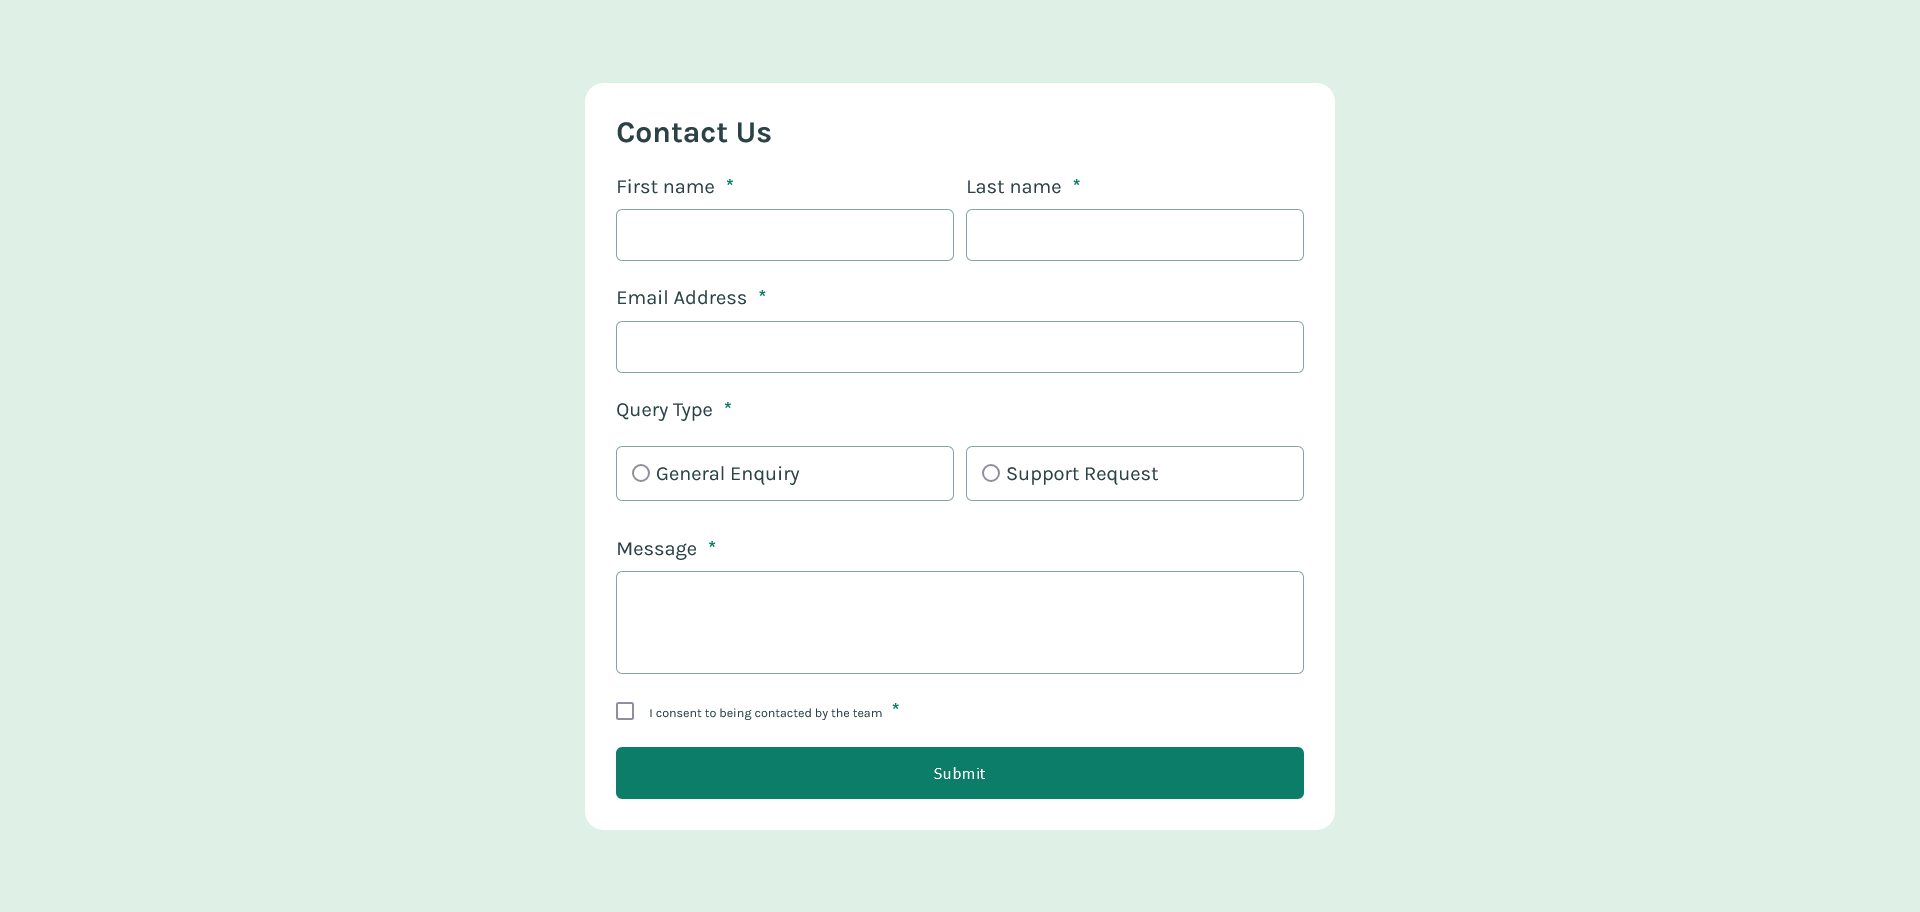 Contact Us
First name *
Last name *
Email Address *
Query Type *
General Enquiry
Support Request
Message *
I consent to being contacted by the team *
Submit